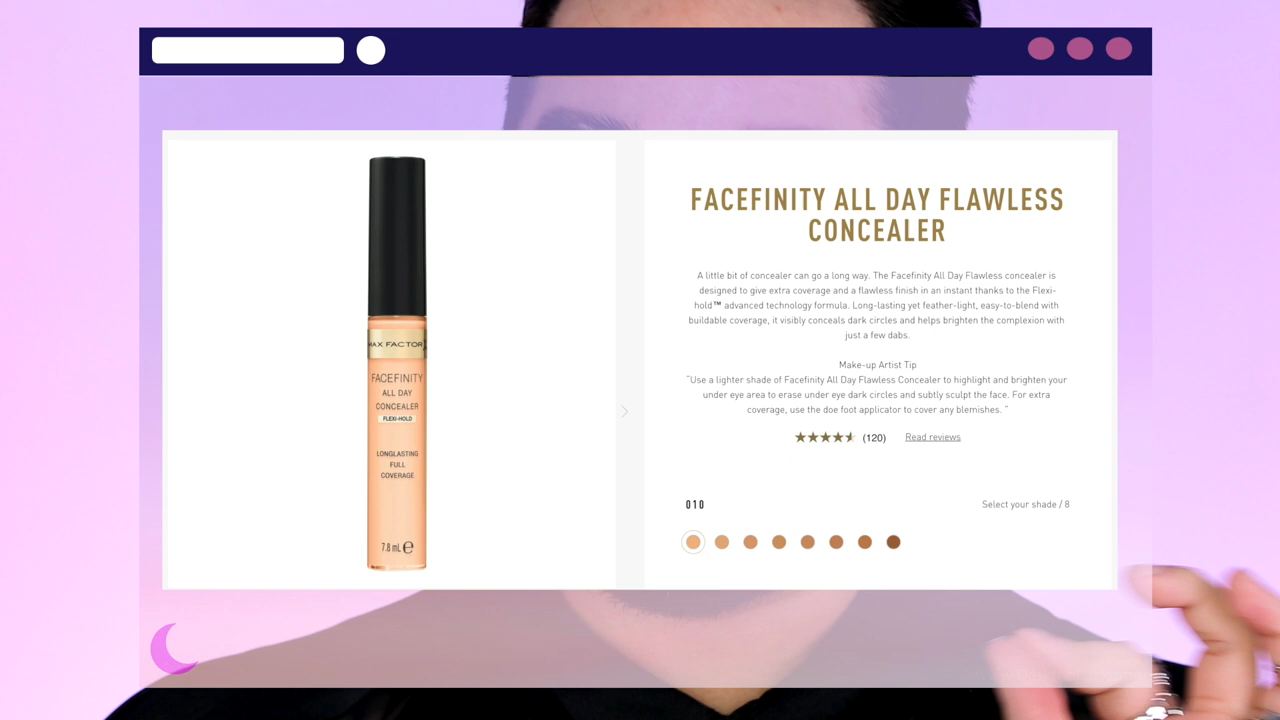 FACEFINITY ALL DAY FLAWLESS
CONCEALER
A little bit of concealer can go a long way. The Facefinity All Day Flawless concealer is
designed to give extra coverage and a flawless finish in an instant thanks to the Flexi-
hold™ advanced technology formula. Long-lasting yet feather-light, easy-to-blend with
buildable coverage, it visibly conceals dark circles and helps brighten the complexion with
just a few dabs.
Make-up Artist Tip
"Use a lighter shade of Facefinity All Day Flawless Concealer to highlight and brighten your
under eye area to erase under eye dark circles and subtly sculpt the face. For extra
coverage, use the doe foot applicator to cover any blemishes. "
(120) Read reviews
010 Select your shade / 8
MAX FACTOR
FACEFINITY
ALL DAY
CONCEALER
FLEXI-HOLD
LONGLASTING
FULL
COVERAGE
7.8 mL e